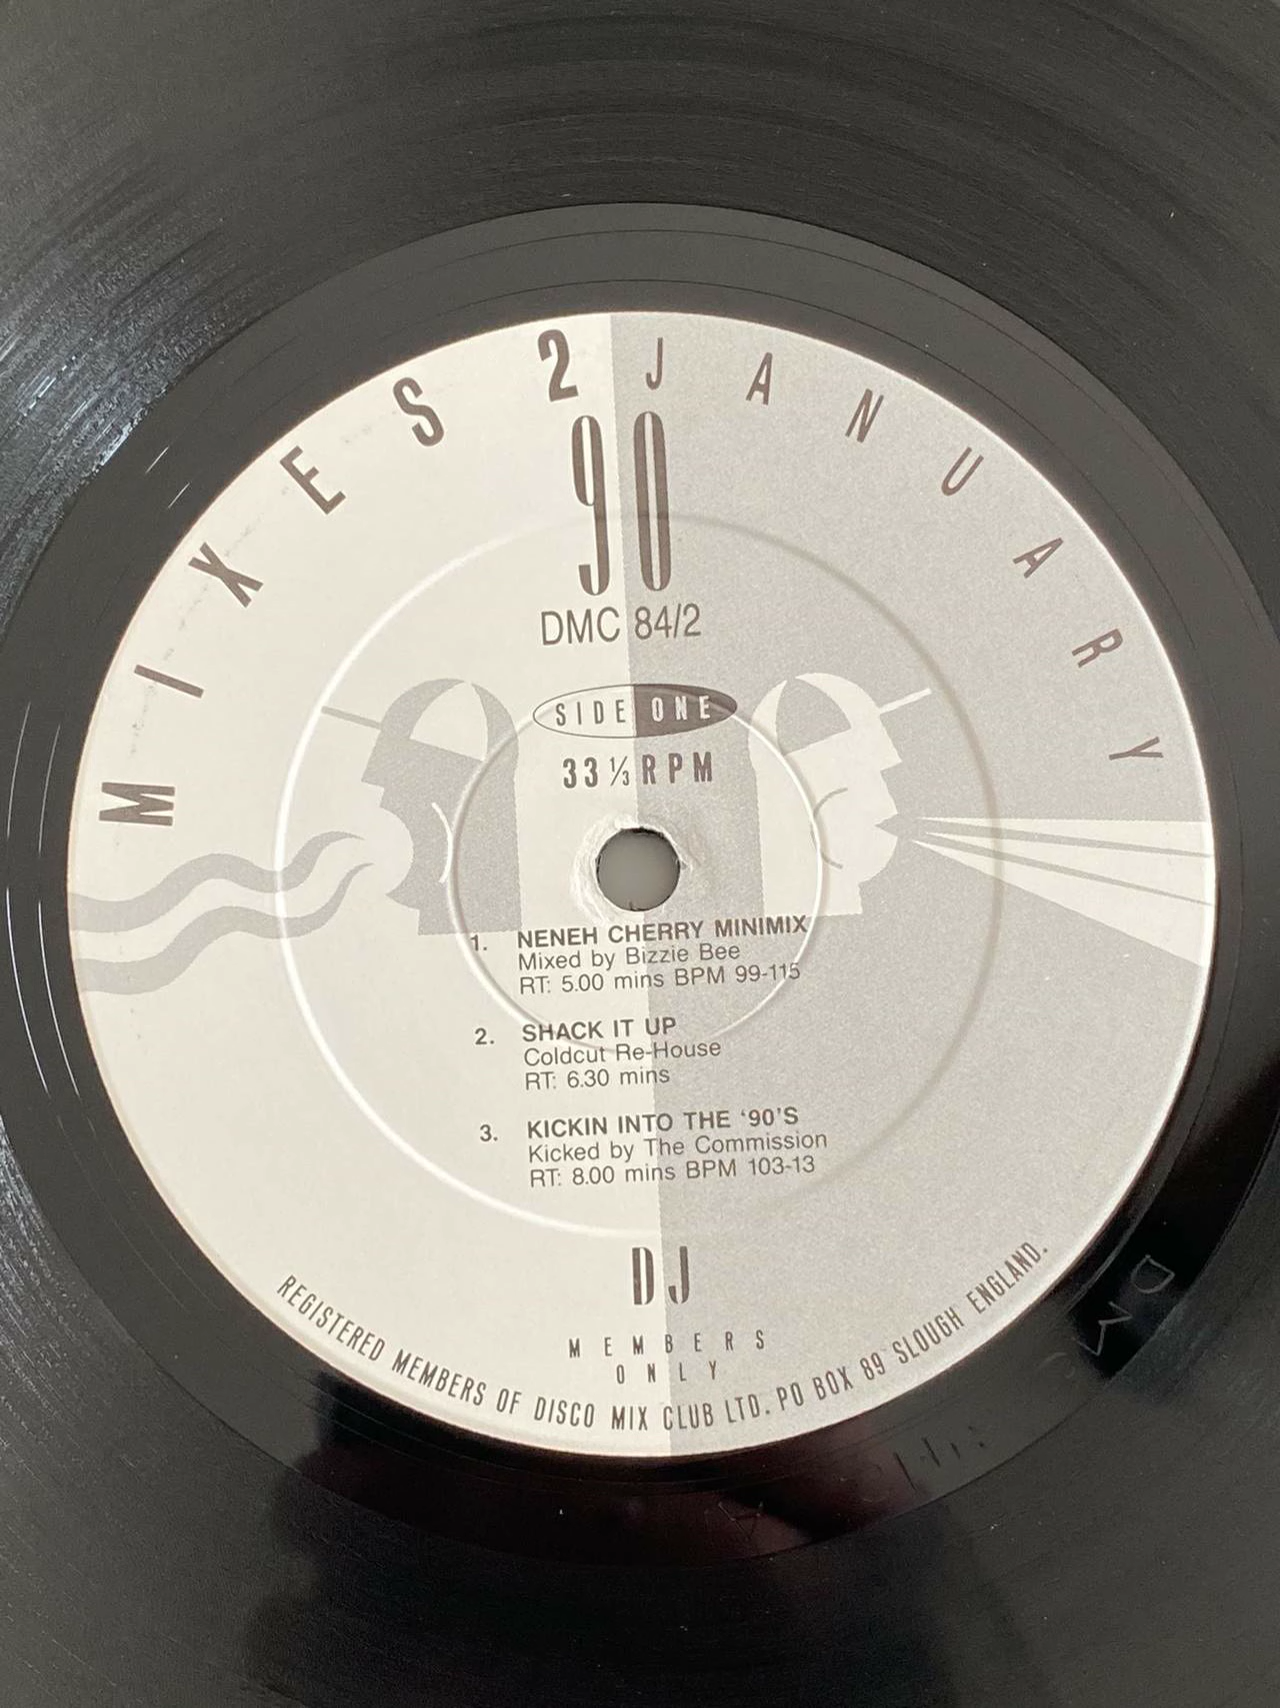 MIXES 2
JANUARY
90
DMC 84/2
SIDE ONE
33 ⅓ RPM
1. NENEH CHERRY MINIMIX
Mixed by Bizzie Bee
RT: 5.00 mins BPM 99-115
2. SHACK IT UP
Coldcut Re-House
RT: 6.30 mins
3. KICKIN INTO THE ‘90’S
Kicked by The Commission
RT: 8.00 mins BPM 103-13
DJ
MEMBERS
ONLY
REGISTERED MEMBERS OF DISCO MIX CLUB LTD. PO BOX 89 SLOUGH ENGLAND.